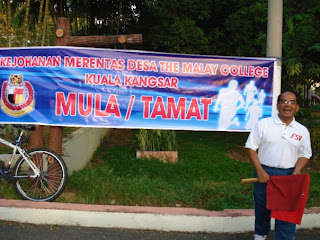 KEJOHANAN MERENTAS DESA THE MALAY COLLEGE
KUALA KANGSAR
MULA / TAMAT